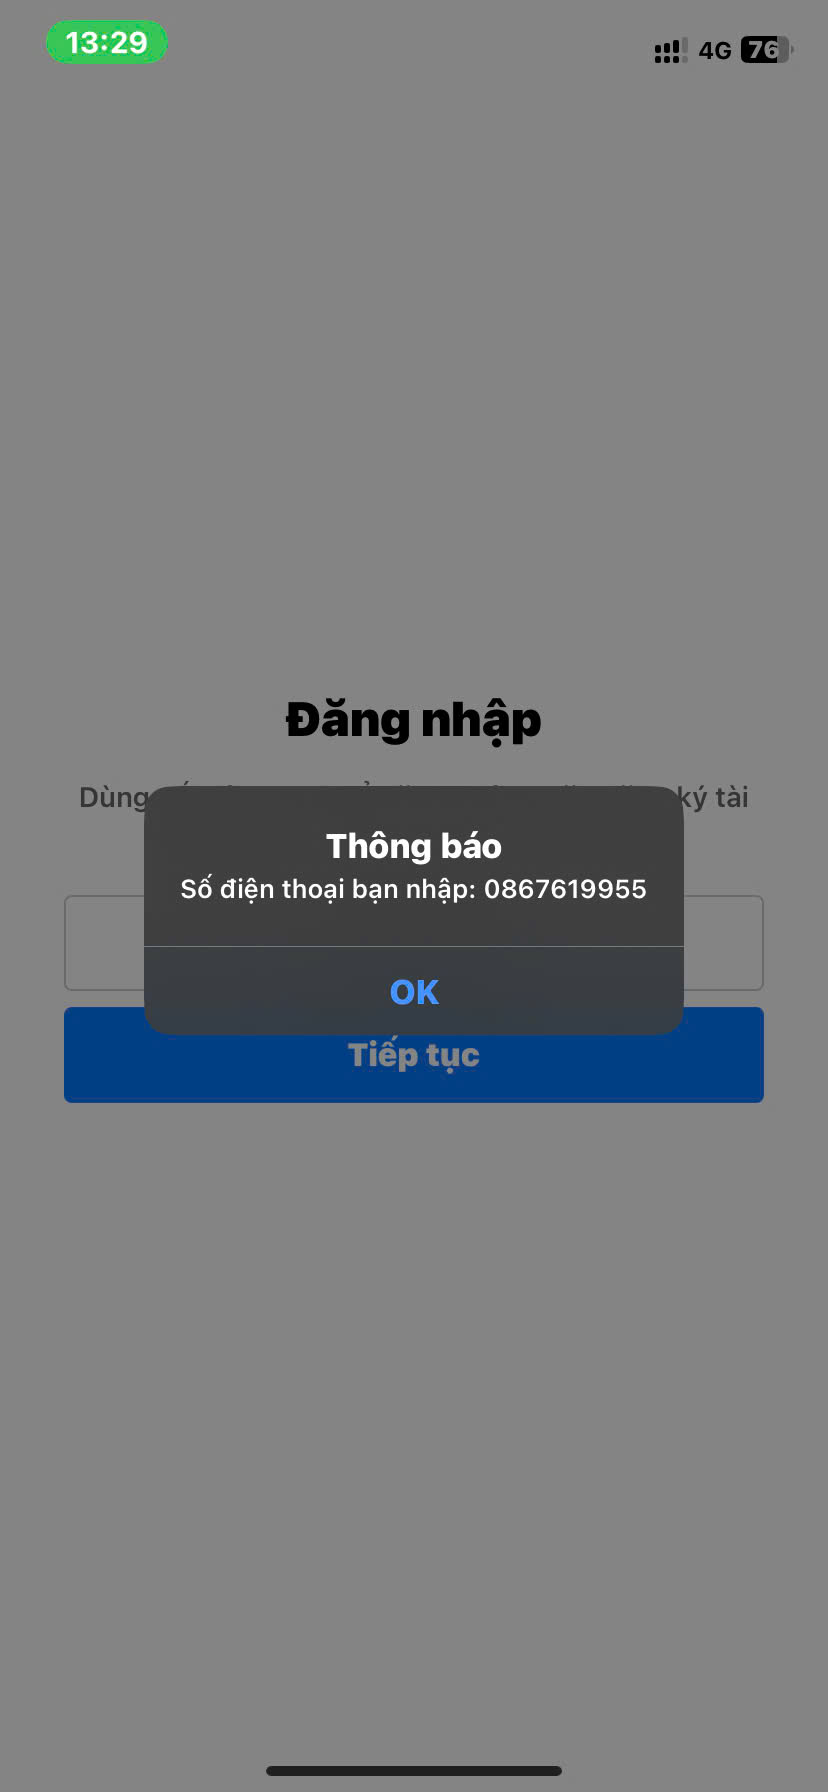 13:29
4G 76
Đăng nhập
Dùng ký tài
Thông báo
Số điện thoại bạn nhập: 0867619955
OK
Tiếp tục